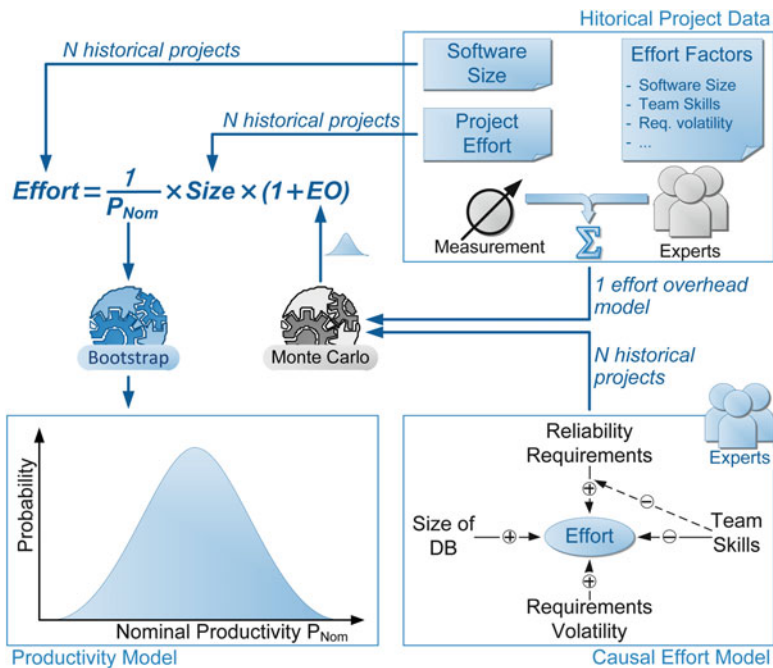 Hitorical Project Data
N historical projects
Software
Size
Effort Factors
- Software Size
- Team Skills
- Req. volatility
- ...
N historical projects
Project
Effort
Effort = 1/P_Nom × Size × (1+EO)
Measurement
Σ
Experts
1 effort overhead
model
Bootstrap
Monte Carlo
N historical
projects
Probability
Nominal Productivity P_Nom
Productivity Model
Experts
Reliability
Requirements
+
−
Size of
DB
+
Effort
−
Team
Skills
+
Requirements
Volatility
Causal Effort Model